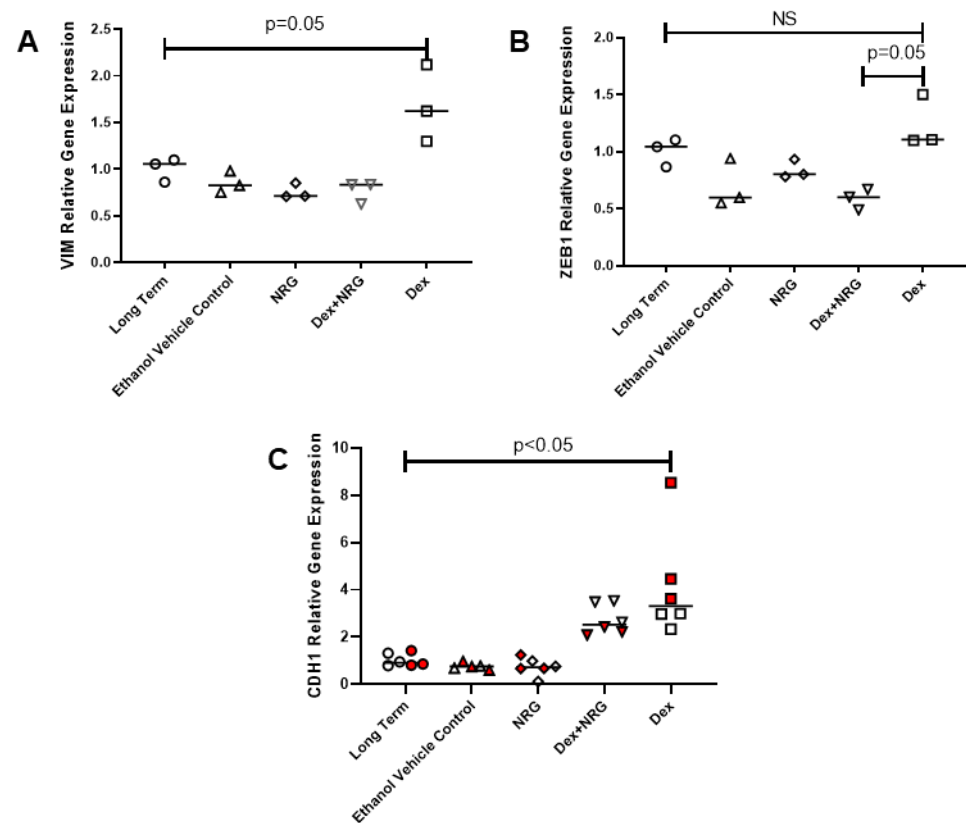 A
VIM Relative Gene Expression
2.5
2.0
1.5
1.0
0.5
0.0
p=0.05
Long Term
Ethanol Vehicle Control
NRG
Dex+NRG
Dex
B
ZEB1 Relative Gene Expression
2.0
1.5
1.0
0.5
0.0
NS
p=0.05
Long Term
Ethanol Vehicle Control
NRG
Dex+NRG
Dex
C
CDH1 Relative Gene Expression
10
8
6
4
2
0
p<0.05
Long Term
Ethanol Vehicle Control
NRG
Dex+NRG
Dex